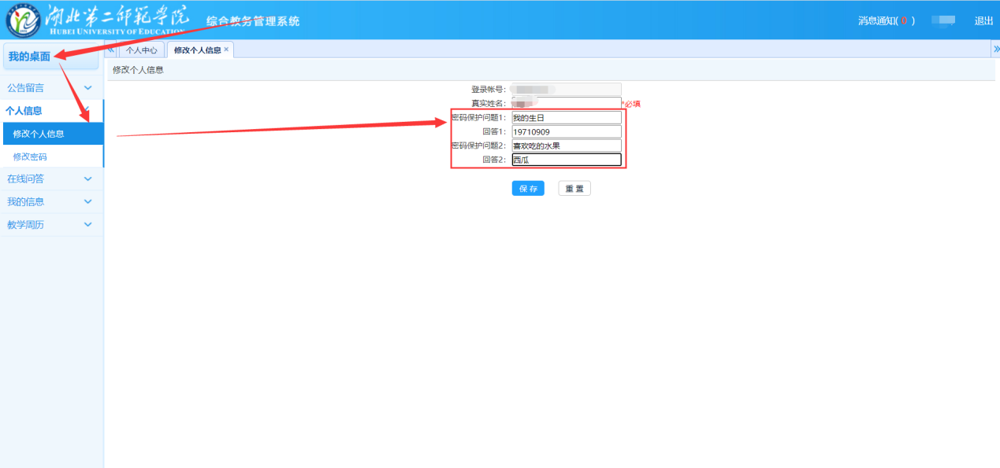 湖北第二师范学院
HUBEI UNIVERSITY OF EDUCATION
综合教务管理系统
消息通知( 0 )
退出
我的桌面
个人中心
修改个人信息
修改个人信息
公告留言
个人信息
修改个人信息
修改密码
在线问答
我的信息
教学周历
登录帐号:
真实姓名: *必填
密码保护问题1: 我的生日
回答1: 19710909
密码保护问题2: 喜欢吃的水果
回答2: 西瓜
保 存 重 置